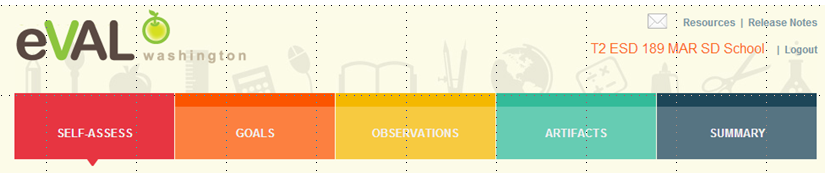 eVAL washington
Resources | Release Notes
T2 ESD 189 MAR SD School | Logout
SELF-ASSESS GOALS OBSERVATIONS ARTIFACTS SUMMARY